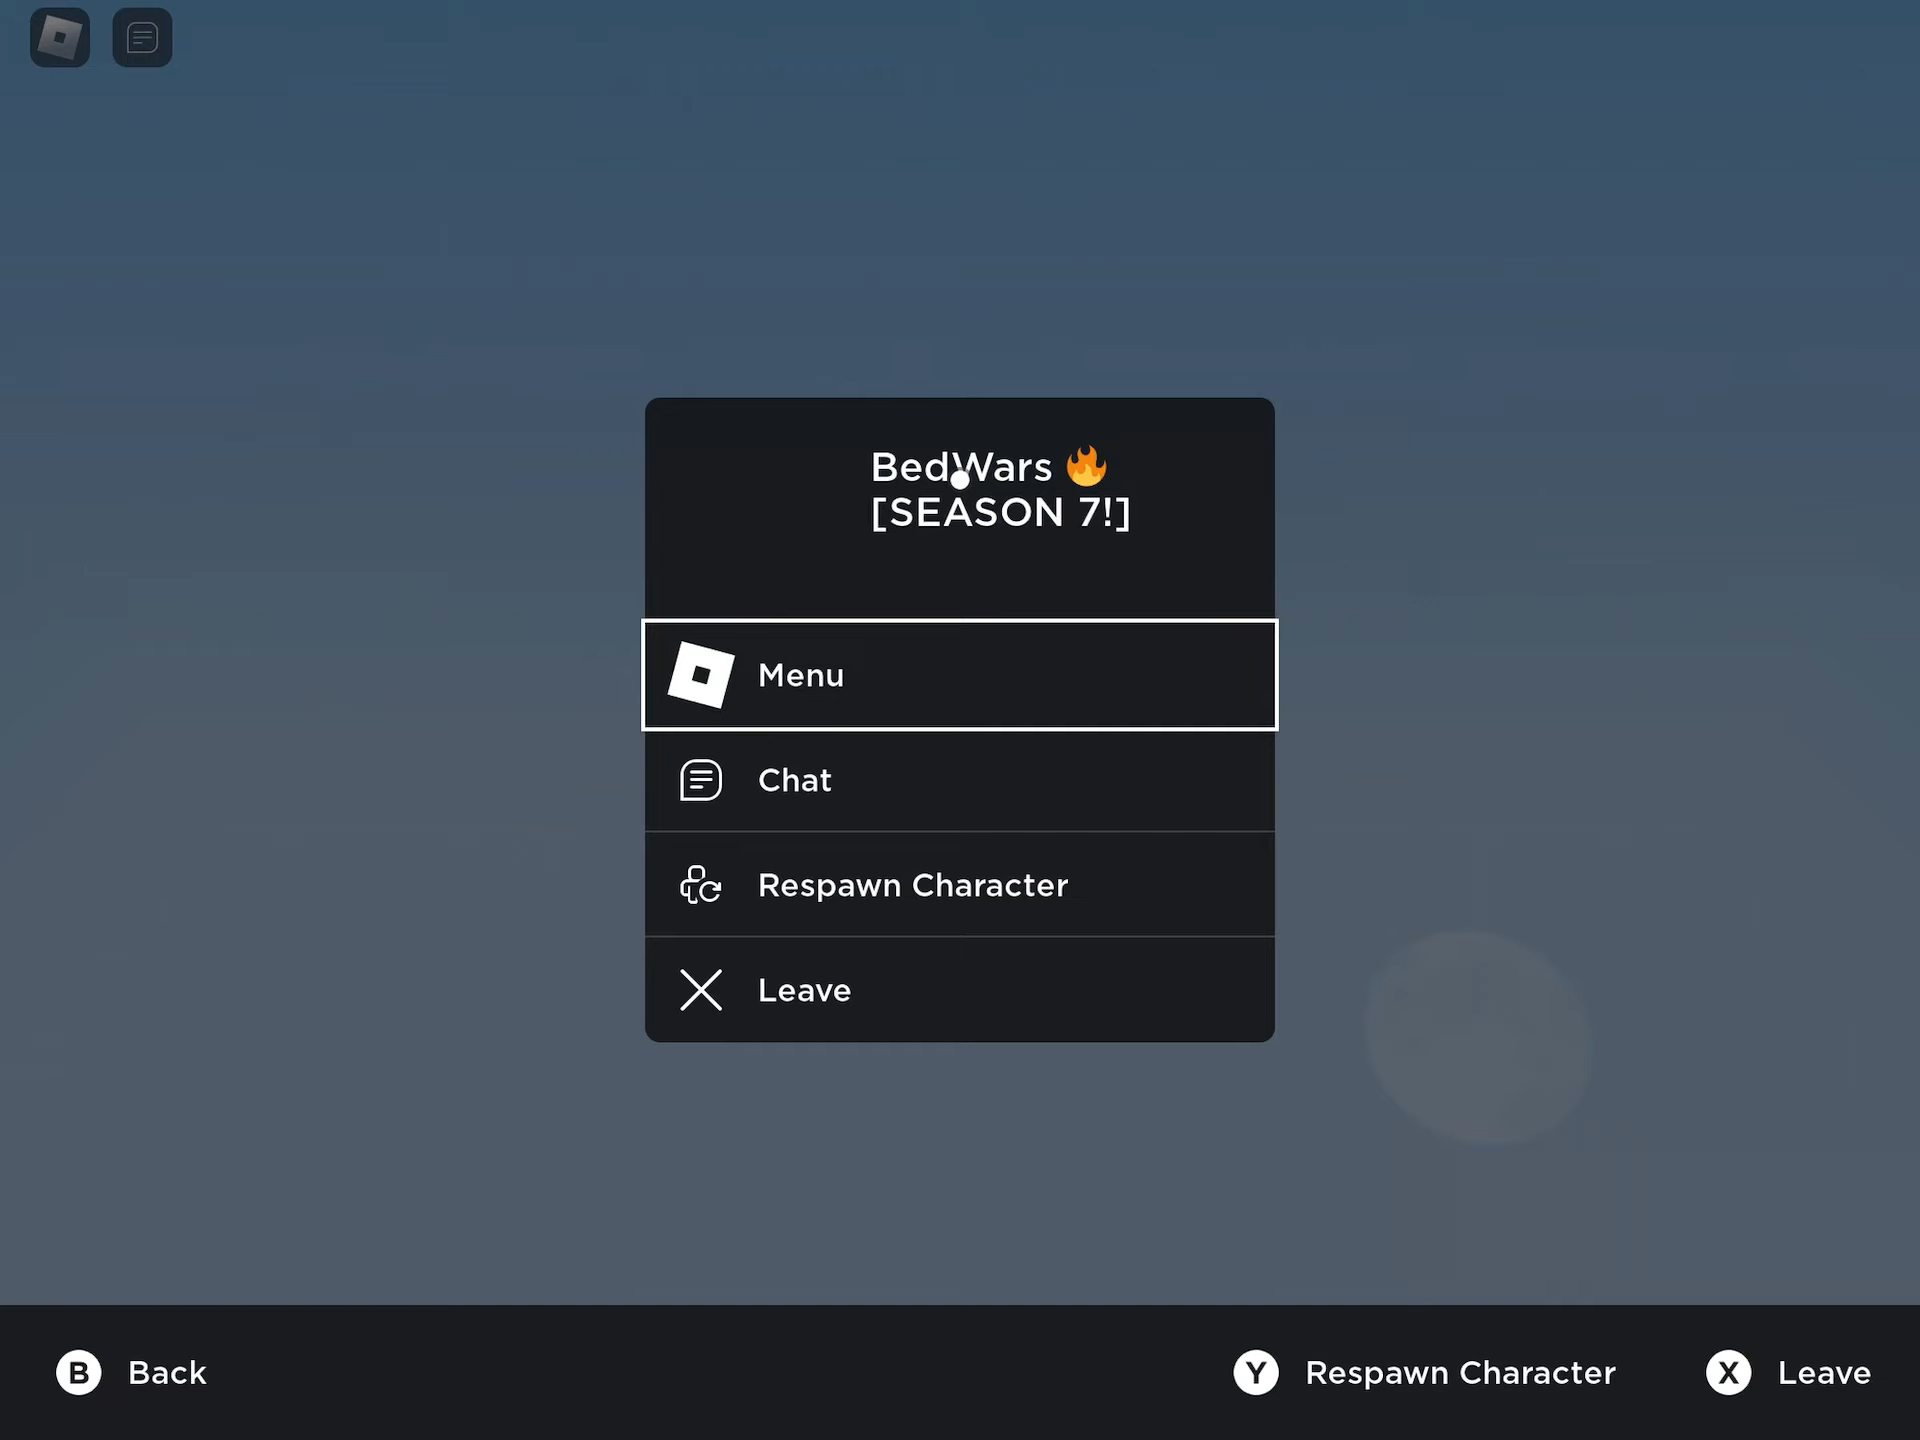 BedWars 🔥
[SEASON 7!]
Menu
Chat
Respawn Character
Leave
B Back
Y Respawn Character
X Leave